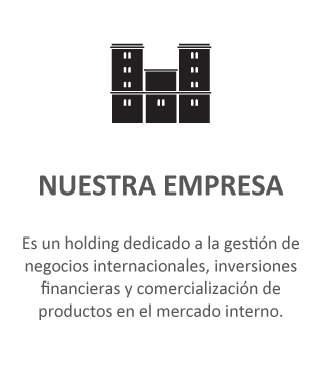 NUESTRA EMPRESA
Es un holding dedicado a la gestión de
negocios internacionales, inversiones
financieras y comercialización de
productos en el mercado interno.